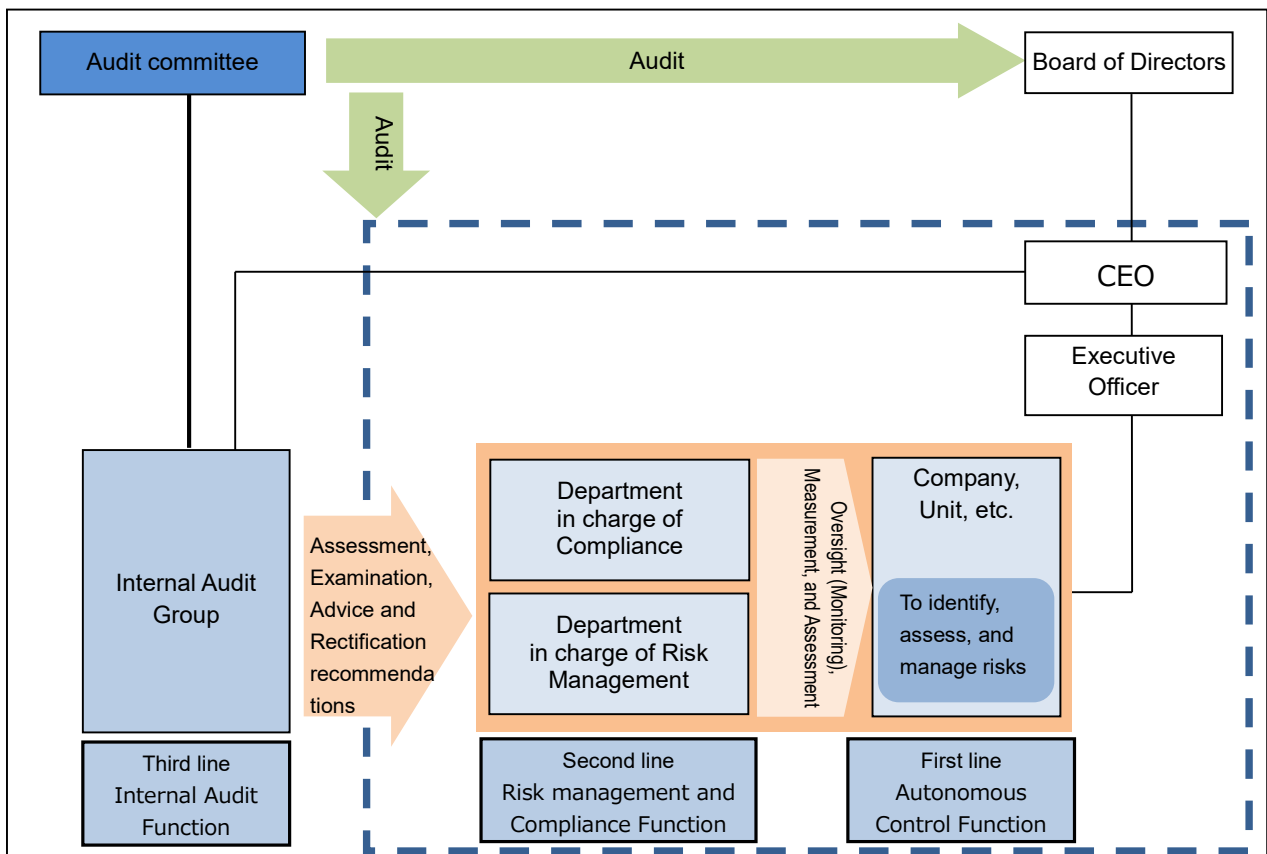 Audit committee
Audit
Board of Directors
Audit
CEO
Executive
Officer
Internal Audit
Group
Assessment,
Examination,
Advice and
Rectification
recommenda
tions
Department
in charge of
Compliance
Department
in charge of Risk
Management
Oversight (Monitoring),
Measurement, and Assessment
Company,
Unit, etc.
To identify,
assess, and
manage risks
Third line
Internal Audit
Function
Second line
Risk management and
Compliance Function
First line
Autonomous
Control Function